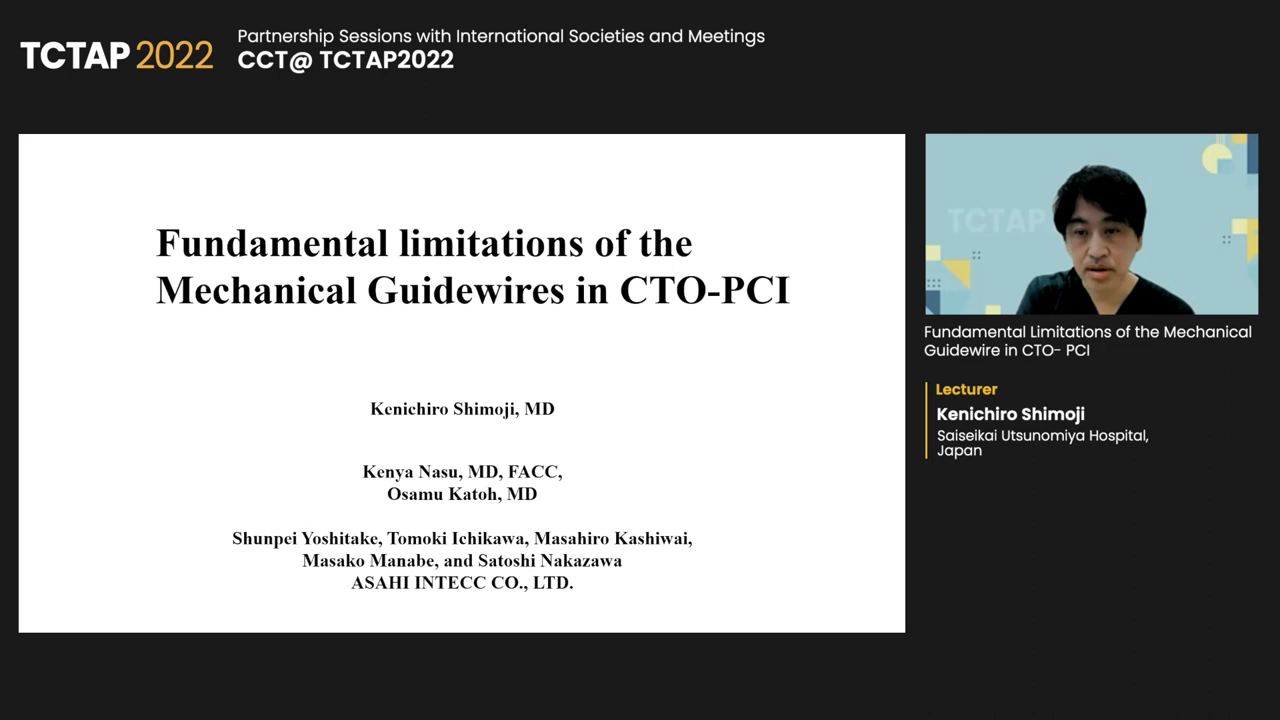 TCTAP 2022
Partnership Sessions with International Societies and Meetings
CCT@ TCTAP2022
Fundamental limitations of the
Mechanical Guidewires in CTO-PCI
Kenichiro Shimoji, MD
Kenya Nasu, MD, FACC,
Osamu Katoh, MD
Shunpei Yoshitake, Tomoki Ichikawa, Masahiro Kashiwai,
Masako Manabe, and Satoshi Nakazawa
ASAHI INTECC CO., LTD.
TCTAP
Fundamental Limitations of the Mechanical
Guidewire in CTO- PCI
Lecturer
Kenichiro Shimoji
Saiseikai Utsunomiya Hospital,
Japan